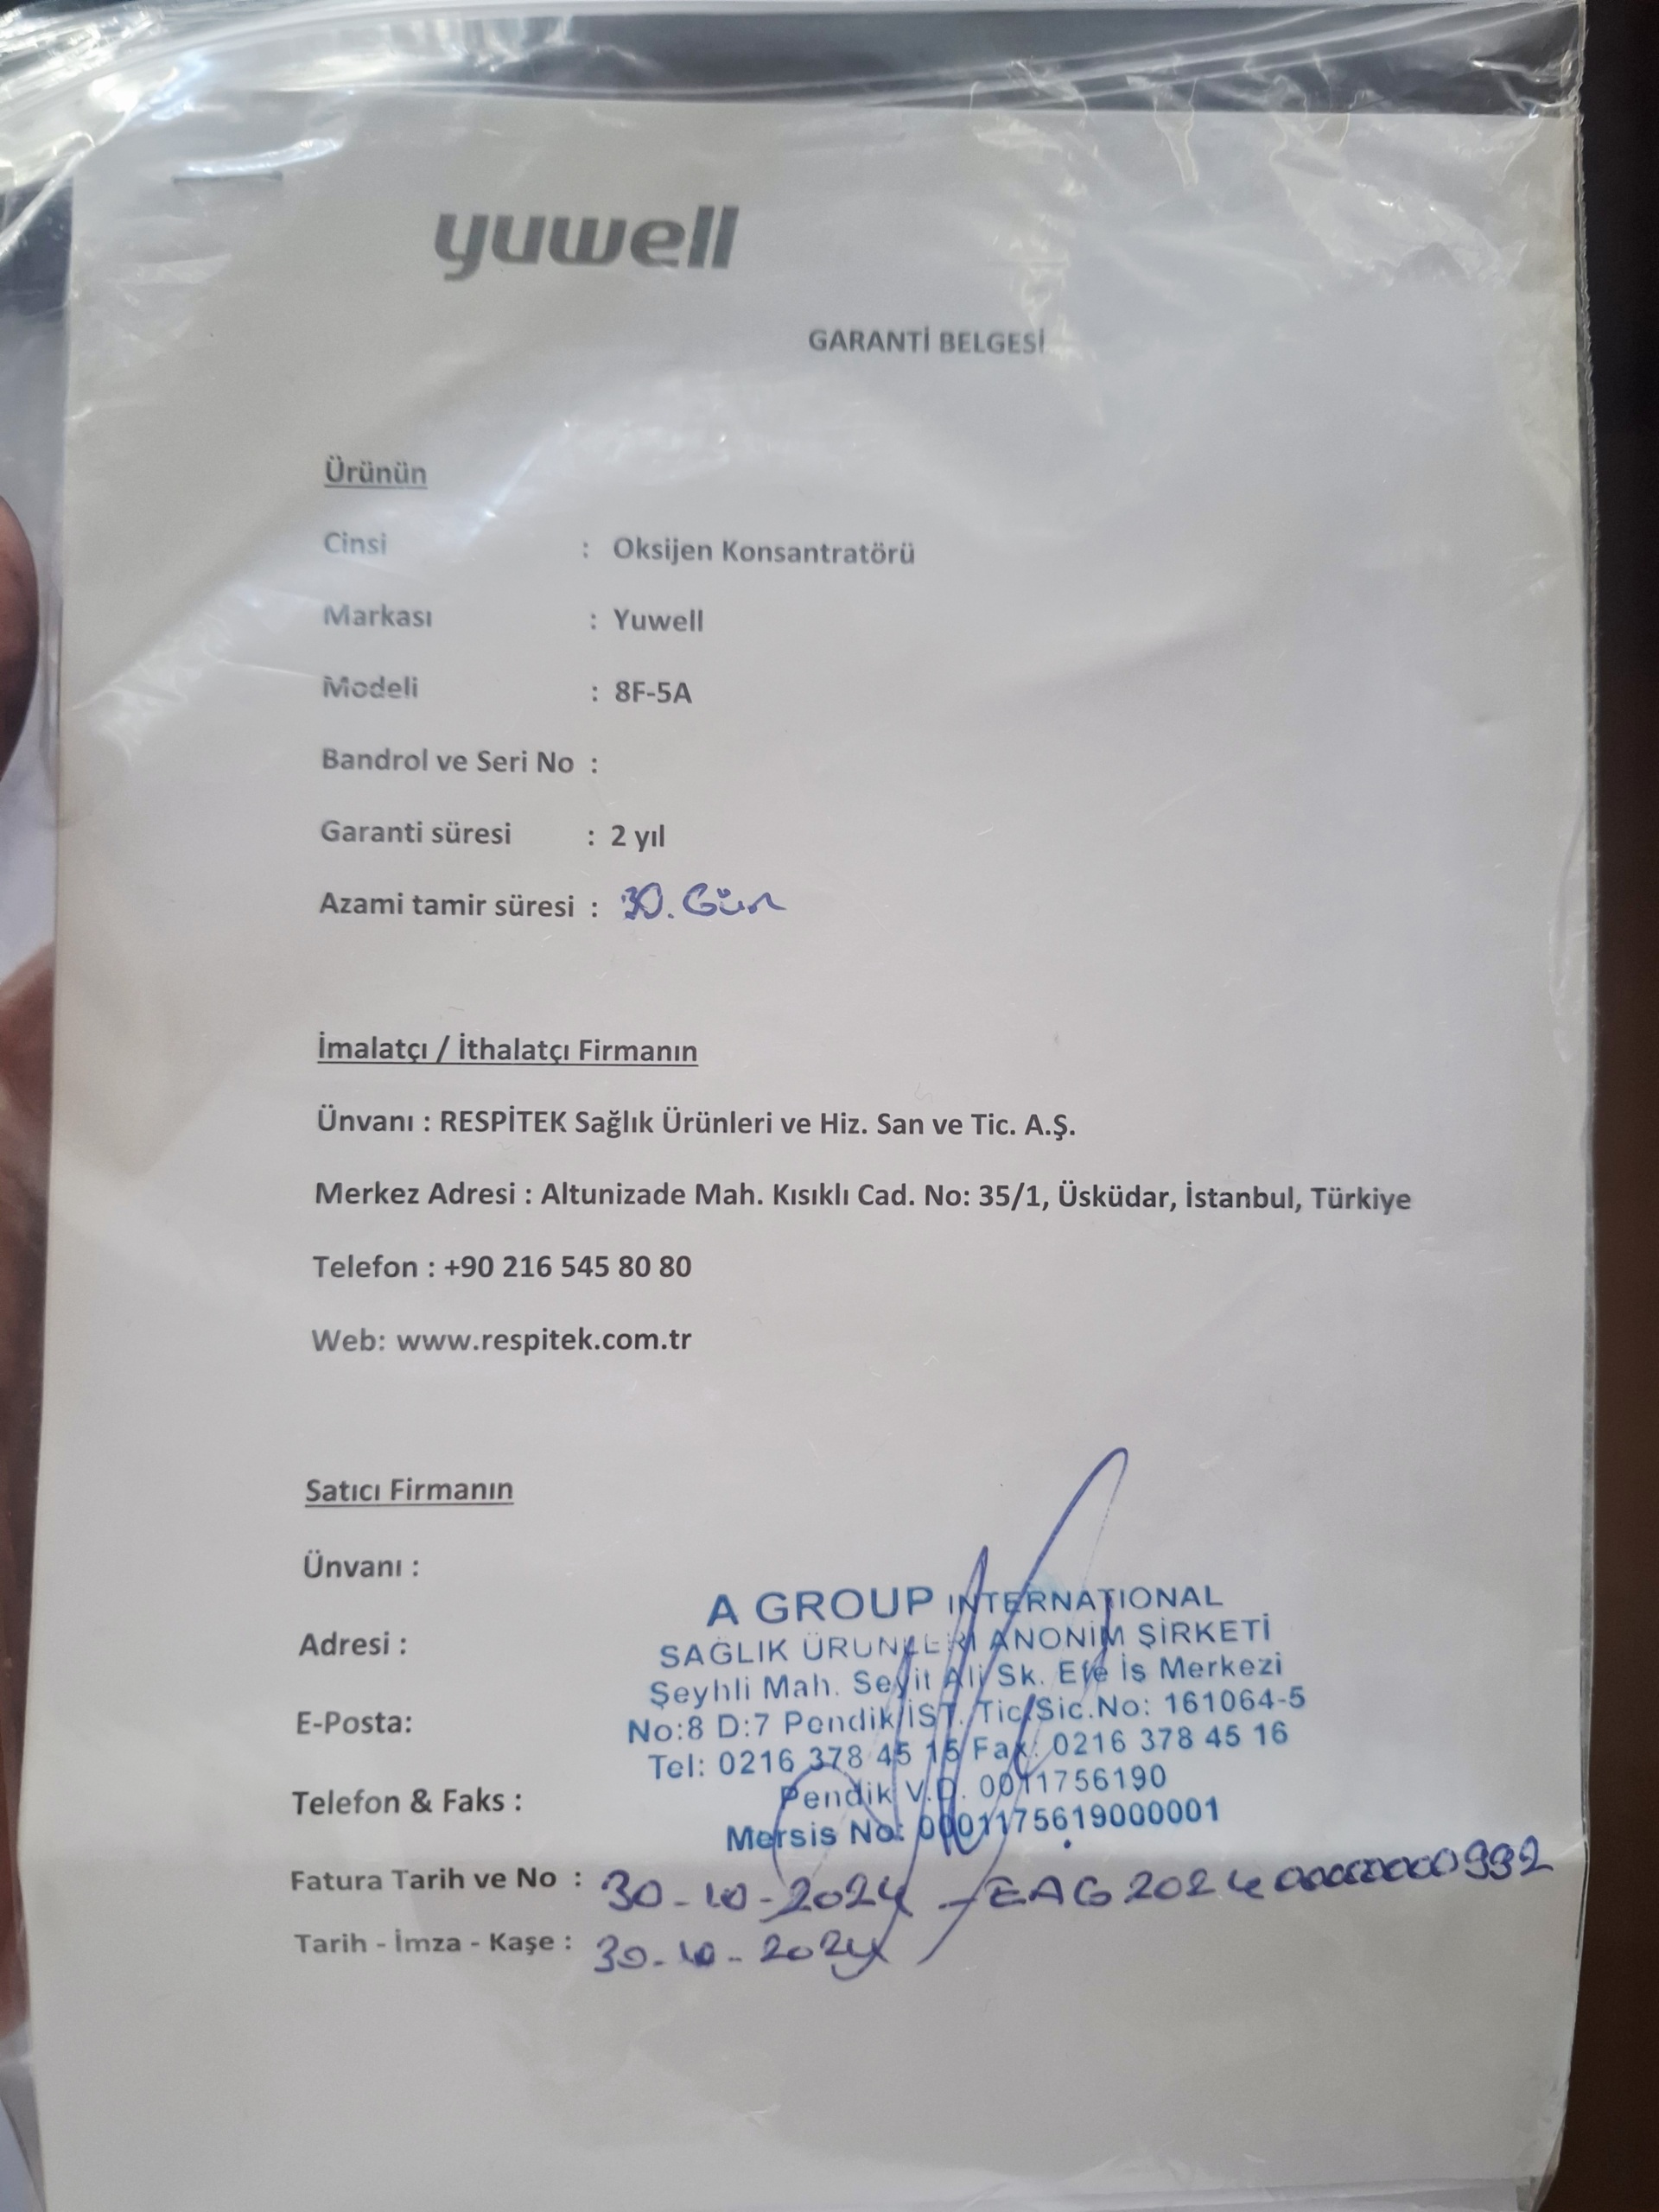 yuwell
GARANTİ BELGESİ
Ürünün
Cinsi : Oksijen Konsantratörü
Markası : Yuwell
Modeli : 8F-5A
Bandrol ve Seri No :
Garanti süresi : 2 yıl
Azami tamir süresi : 30. Gün
İmalatçı / İthalatçı Firmanın
Ünvanı : RESPİTEK Sağlık Ürünleri ve Hiz. San ve Tic. A.Ş.
Merkez Adresi : Altunizade Mah. Kısıklı Cad. No: 35/1, Üsküdar, İstanbul, Türkiye
Telefon : +90 216 545 80 80
Web: www.respitek.com.tr
Satıcı Firmanın
Ünvanı :
A GROUP INTERNATIONAL
Adresi :
SAĞLIK ÜRÜNLERİ ANONİM ŞİRKETİ
Şeyhli Mah. Seyit Ali Sk. Efe İş Merkezi
E-Posta:
No:8 D:7 Pendik/İST. Tic.Sic.No: 161064-5
Tel: 0216 378 45 15 Fax: 0216 378 45 16
Telefon & Faks :
Pendik V.D. 0011756190
Mersis No: 0001175619000001
Fatura Tarih ve No : 30-10-2024 - EAG2024
Tarih - İmza - Kaşe : 30-10-2024